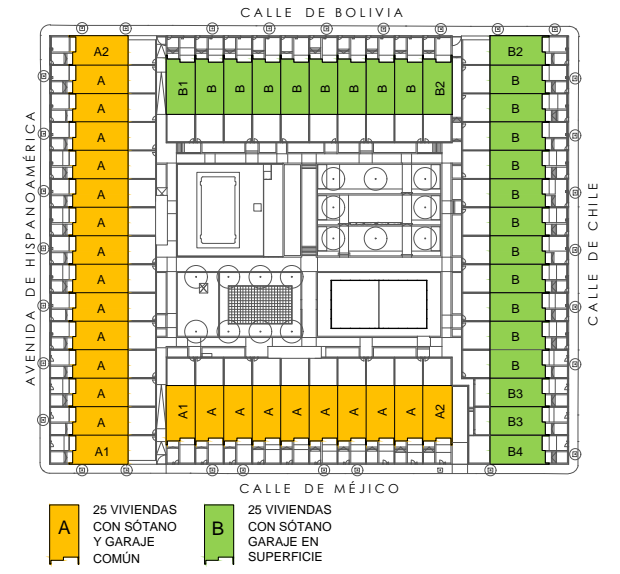 CALLE DE BOLIVIA
AVENIDA DE HISPANOAMÉRICA
A2
A
A
A
A
A
A
A
A
A
A
A
A
A
A1
B1 B B B B B B B B B2
B2
B
B
B
B
B
B
B
B
B
B
B
B3
B3
B4
CALLE DE CHILE
A1 A A A A A A A A A2
CALLE DE MÉJICO
A
25 VIVIENDAS
CON SÓTANO
Y GARAJE
COMÚN
B
25 VIVIENDAS
CON SÓTANO
GARAJE EN
SUPERFICIE